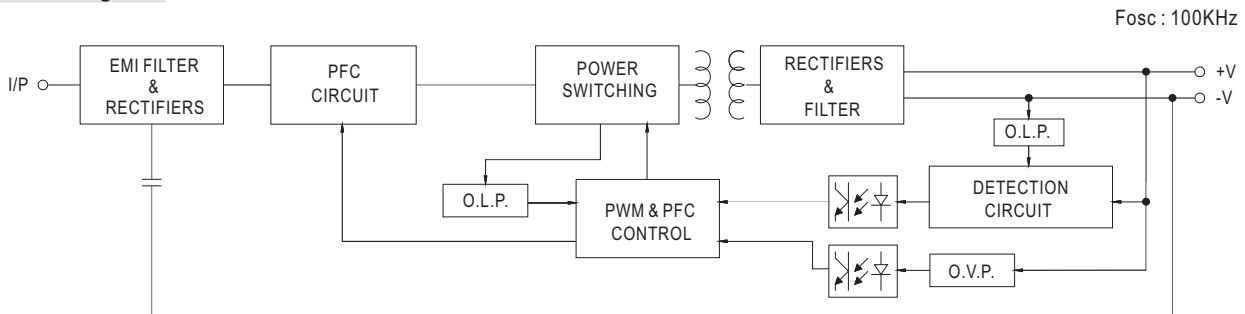 Fosc : 100KHz
I/P
EMI FILTER
&
RECTIFIERS
PFC
CIRCUIT
POWER
SWITCHING
RECTIFIERS
&
FILTER
+V
-V
O.L.P.
O.L.P.
PWM & PFC
CONTROL
DETECTION
CIRCUIT
O.V.P.